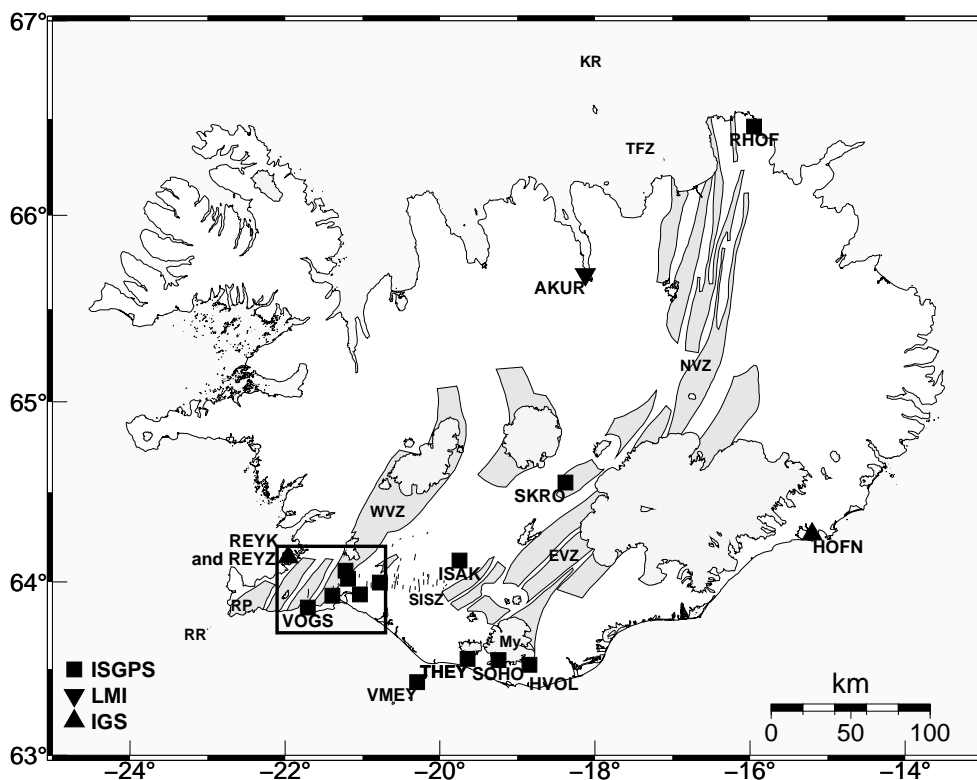 67°
KR
RHOF
TFZ
66°
AKUR
NVZ
65°
SKRO
WVZ
REYK
and REYZ
EVZ
HOFN
ISAK
64°
SISZ
RP
VOGS
RR
My
THEY
SOHO
HVOL
VMEY
ISGPS
LMI
IGS
km
0 50 100
63°
−24 −22 −20 −18 −16 −14